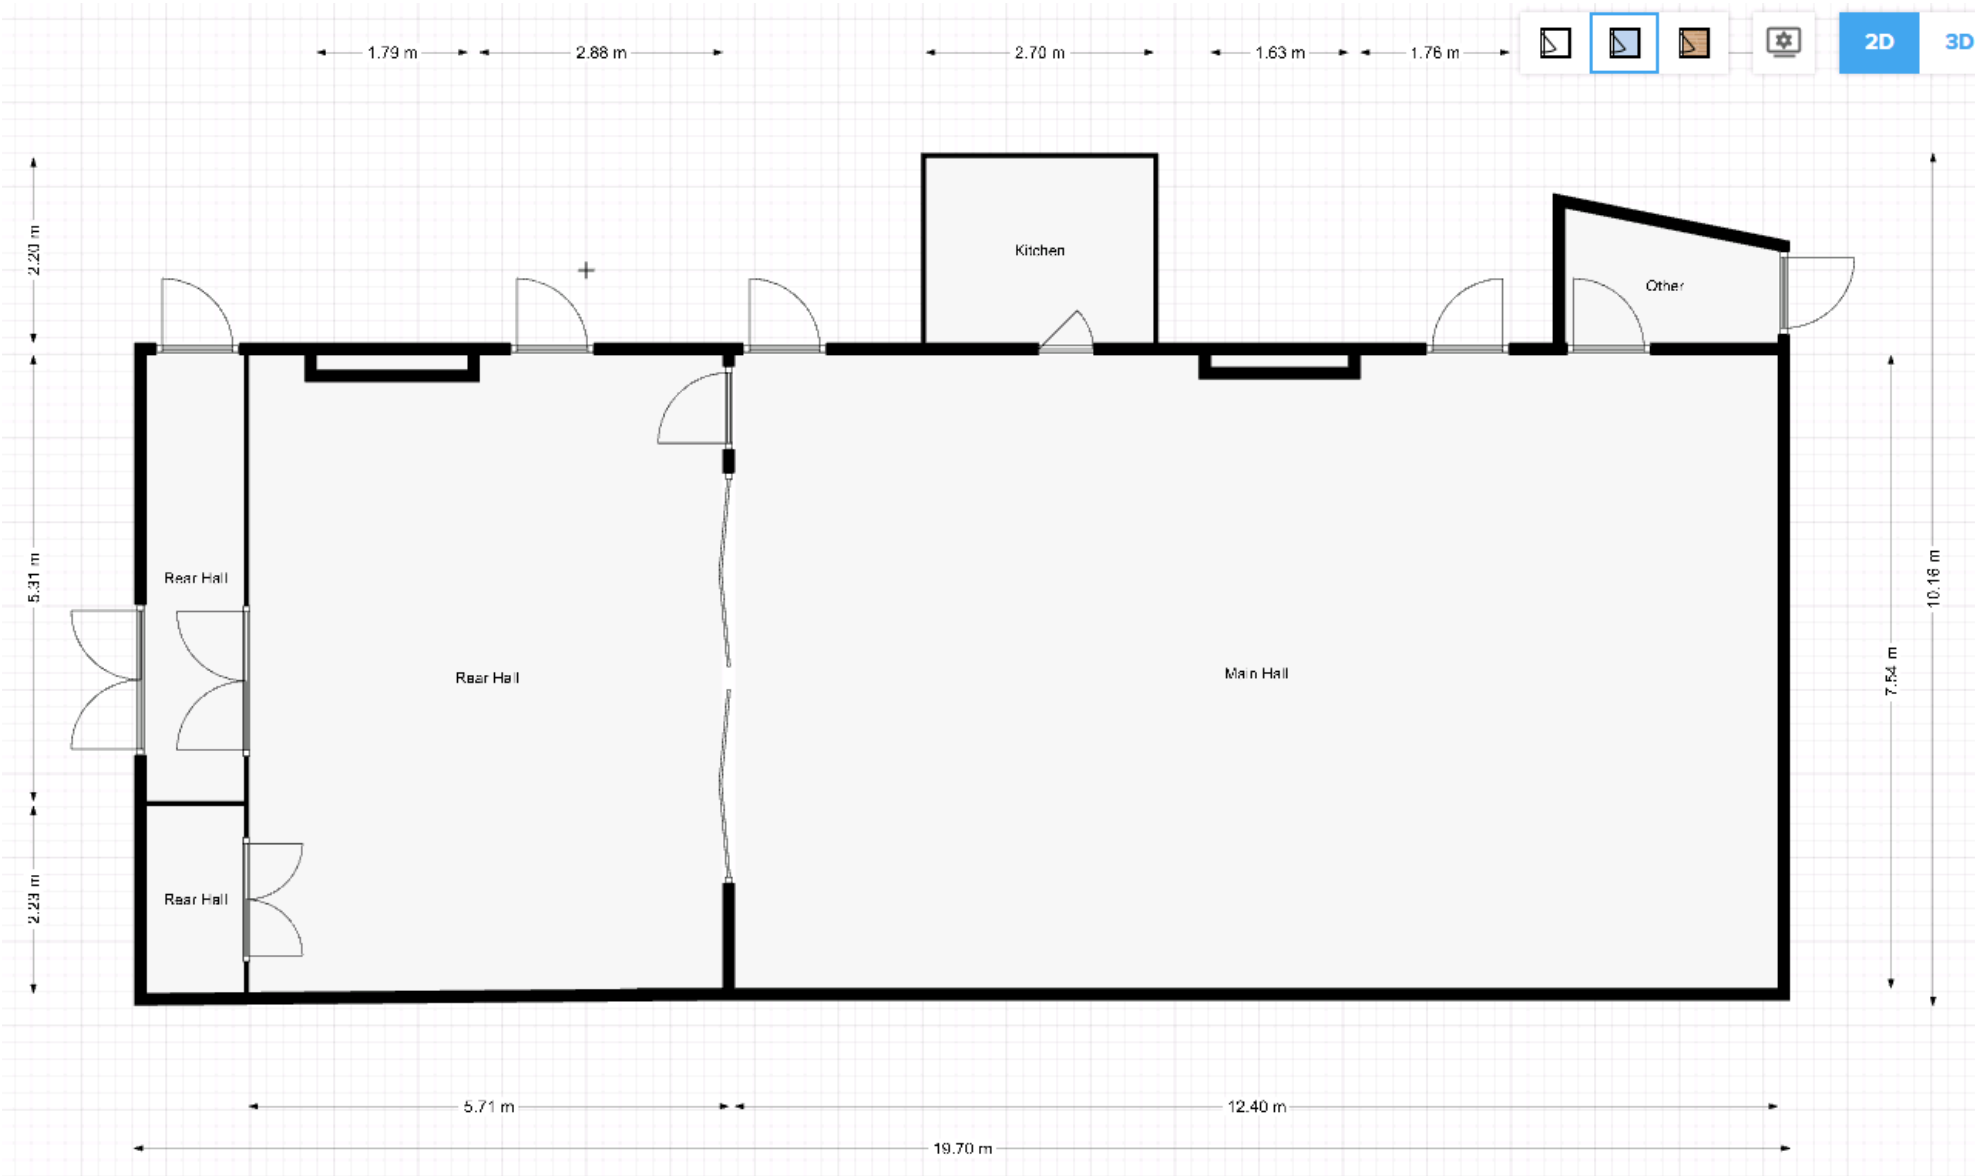 1.79 m
2.88 m
2.70 m
1.63 m
1.76 m
2D
3D
2.20 m
Kitchen
Other
5.31 m
10.16 m
Rear Hall
Rear Hall
Main Hall
7.54 m
2.23 m
Rear Hall
5.71 m
12.40 m
19.70 m